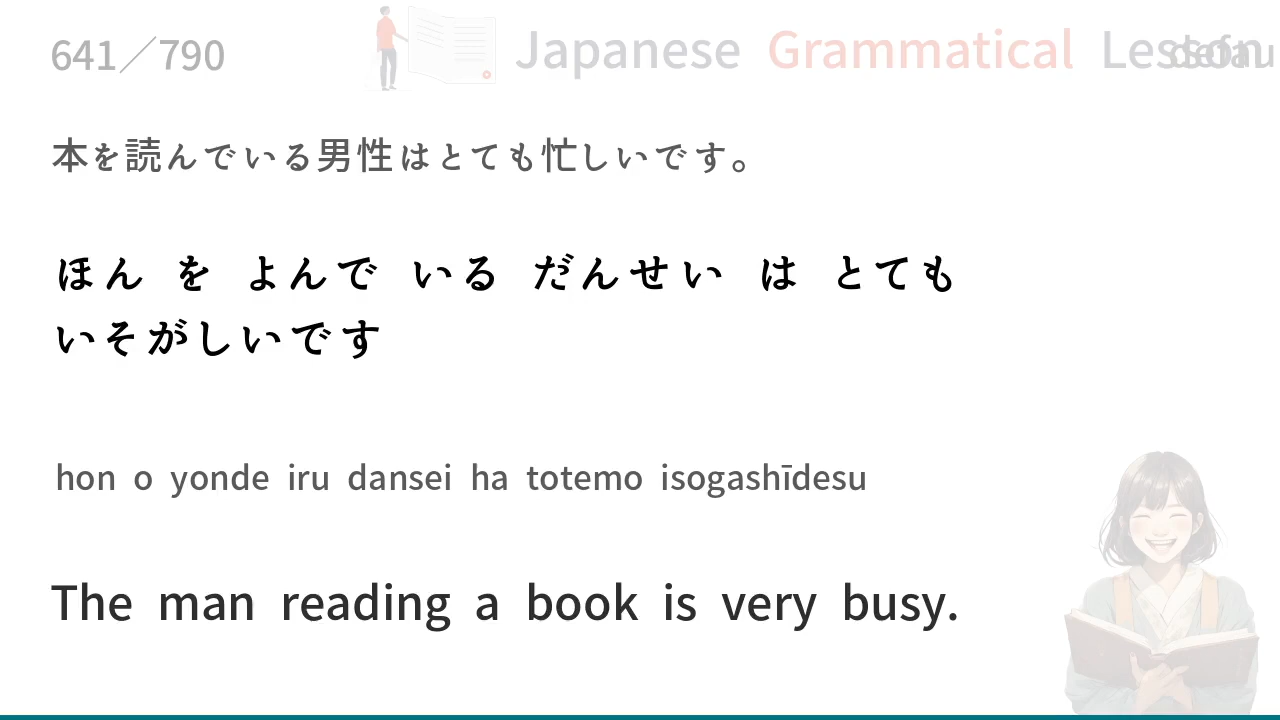 641／790
Japanese Grammatical Lesson
本を読んでいる男性はとても忙しいです。
ほん を よんで いる だんせい は とても
いそがしいです
hon o yonde iru dansei ha totemo isogashīdesu
The man reading a book is very busy.